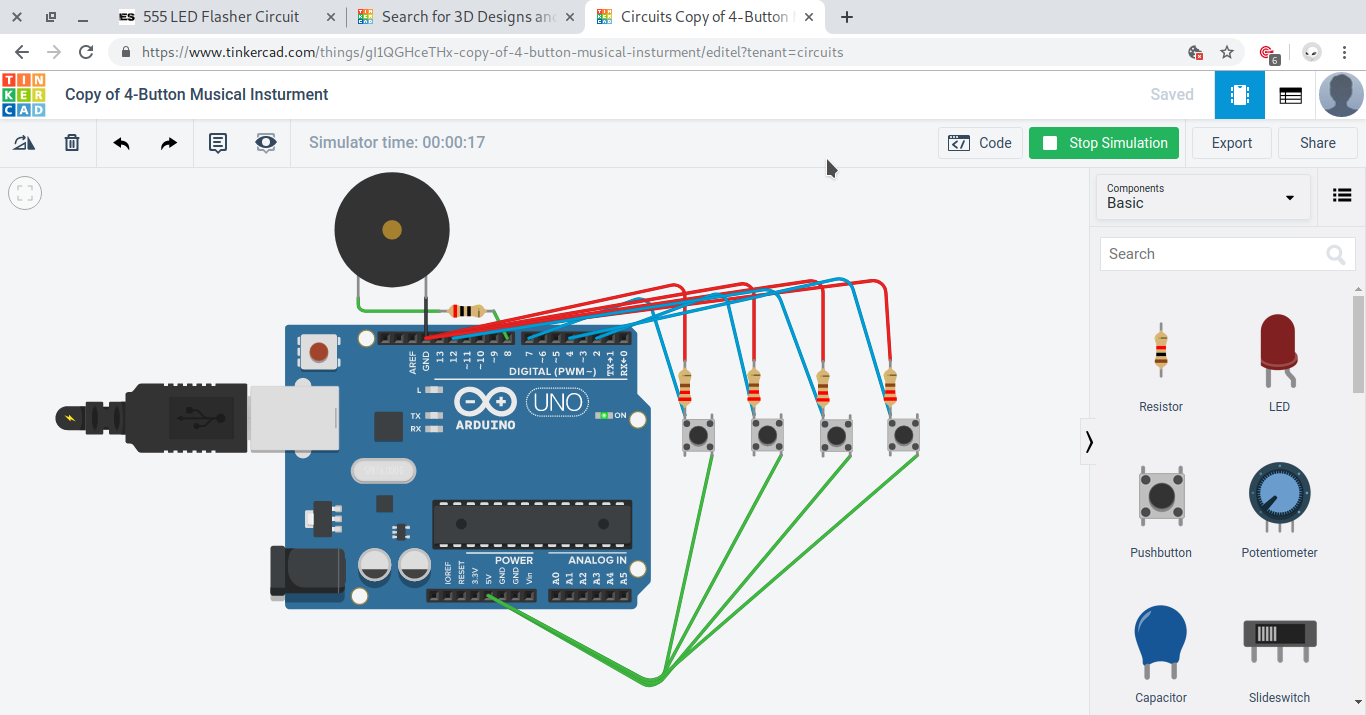 555 LED Flasher Circuit
Search for 3D Designs an
Circuits Copy of 4-Button
https://www.tinkercad.com/things/gI1QGHceTHx-copy-of-4-button-musical-insturment/editel?tenant=circuits
6
TIN
KER
CAD
Copy of 4-Button Musical Insturment
Saved
Simulator time: 00:00:17
Code
Stop Simulation
Export
Share
Components
Basic
Search
Resistor
LED
Pushbutton
Potentiometer
Capacitor
Slideswitch
AREF
GND
13
12
~11
~10
~9
8
7
~6
~5
4
~3
2
TX→1
RX←0
DIGITAL (PWM~)
L
TX
RX
ARDUINO
UNO
ON
POWER
ANALOG IN
IOREF
RESET
3.3V
5V
GND
GND
Vin
A0
A1
A2
A3
A4
A5